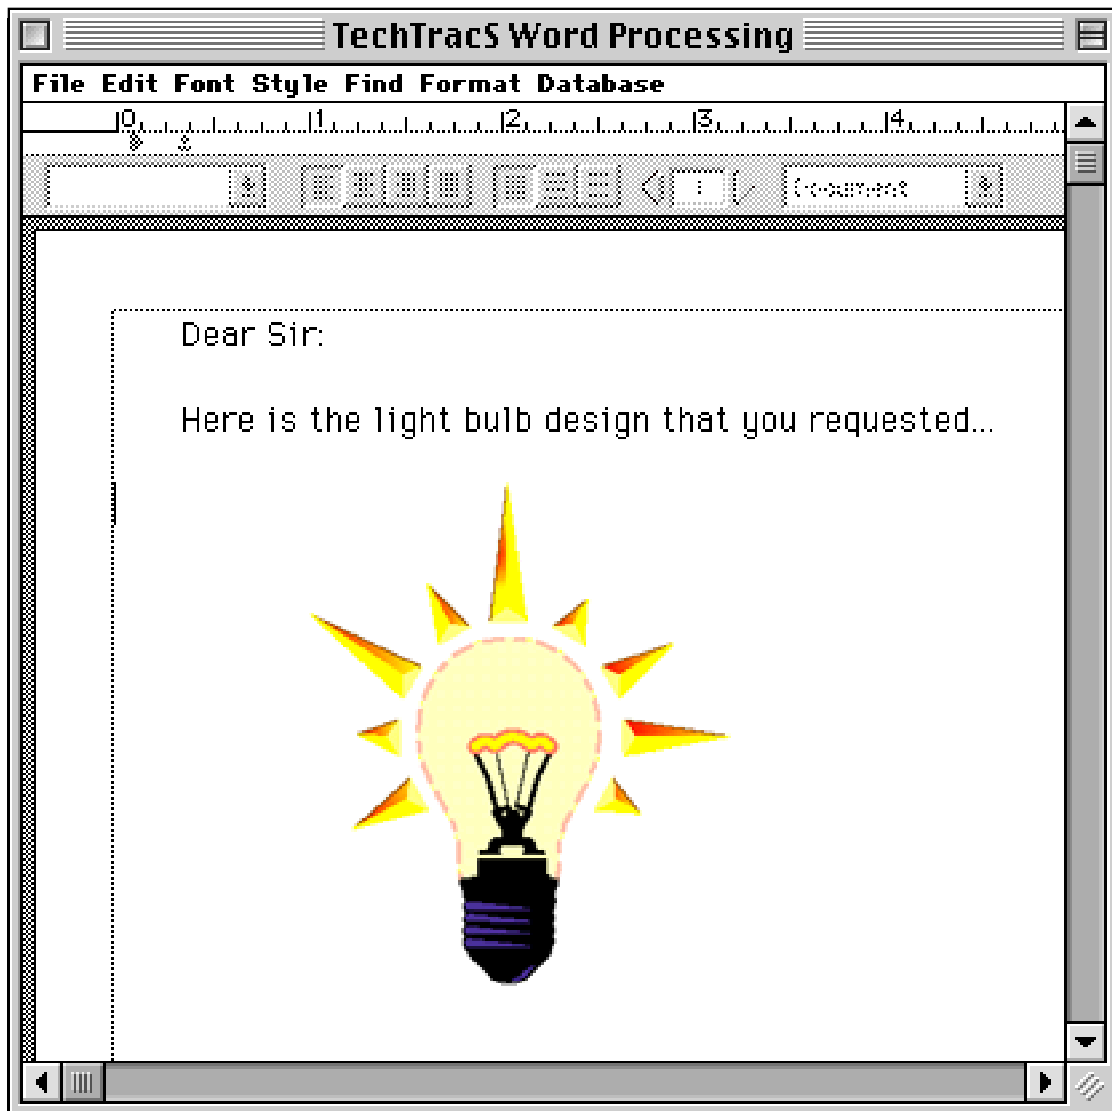 TechTracS Word Processing
File Edit Font Style Find Format Database
0 1 2 3 4
Document
Dear Sir:
Here is the light bulb design that you requested...